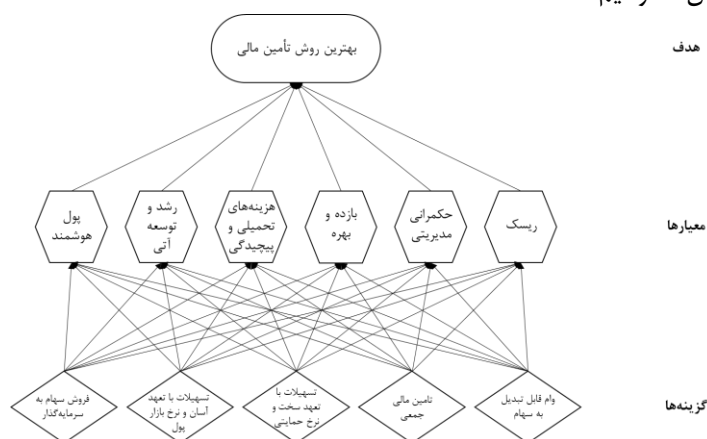 بهترین روش تأمین مالی
هدف
ریسک
حکمرانی
مدیریتی
بازده و
بهره
هزینه‌های
تحمیلی و
پیچیدگی
رشد و
توسعه
آتی
پول
هوشمند
معیارها
وام قابل تبدیل
به سهام
تامین مالی
جمعی
تسهیلات با
تعهد سخت و
نرخ حمایتی
تسهیلات با تعهد
آسان و نرخ بازار
پول
فروش سهام به
سرمایه‌گذار
گزینه‌ها